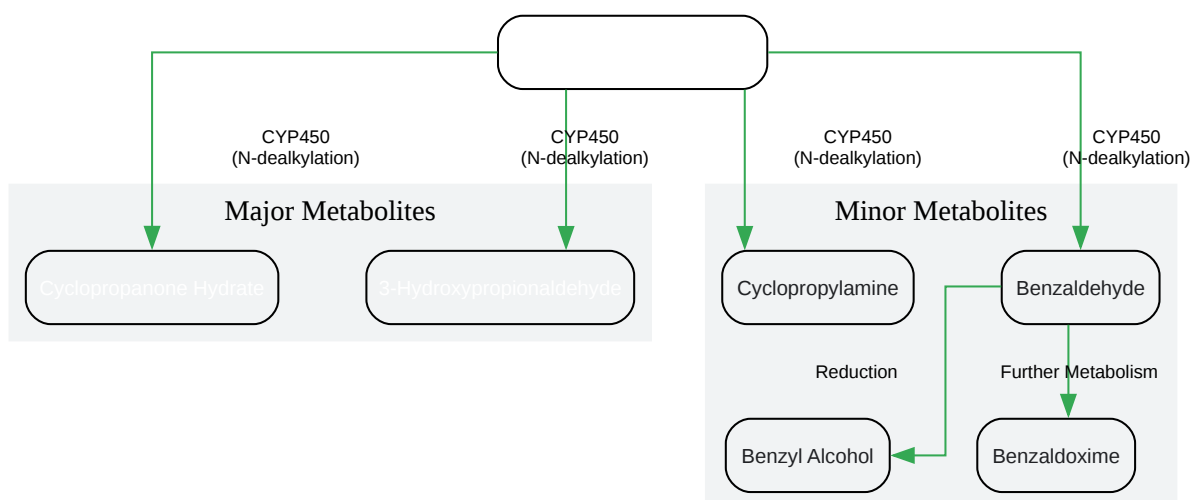 CYP450
(N-dealkylation)
CYP450
(N-dealkylation)
CYP450
(N-dealkylation)
CYP450
(N-dealkylation)
Major Metabolites
Minor Metabolites
Cyclopropanone Hydrate
3-Hydroxypropionaldehyde
Cyclopropylamine
Benzaldehyde
Reduction
Further Metabolism
Benzyl Alcohol
Benzaldoxime